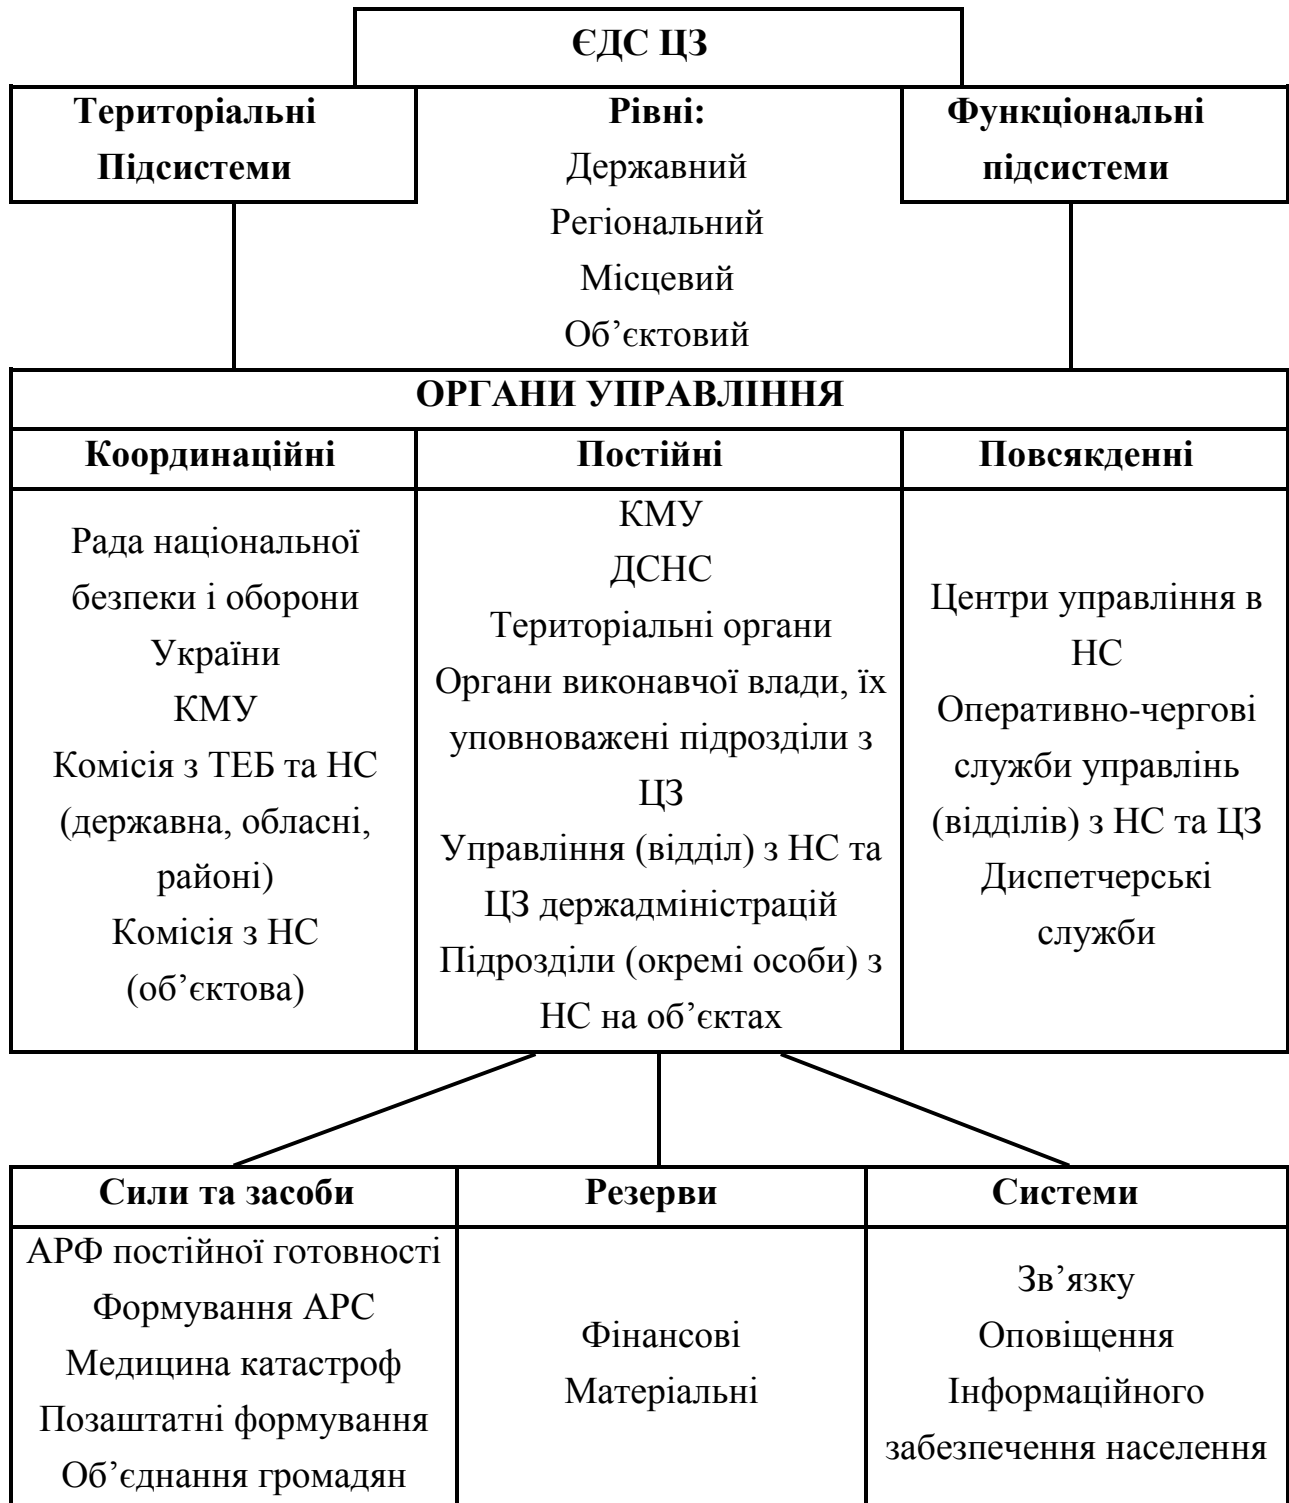 ЄДС ЦЗ
Територіальні
Підсистеми
Рівні:
Державний
Регіональний
Місцевий
Об’єктовий
Функціональні
підсистеми
ОРГАНИ УПРАВЛІННЯ
Координаційні
Постійні
Повсякденні
Рада національної
безпеки і оборони
України
КМУ
Комісія з ТЕБ та НС
(державна, обласні,
районі)
Комісія з НС
(об’єктова)
КМУ
ДСНС
Територіальні органи
Органи виконавчої влади, їх
уповноважені підрозділи з
ЦЗ
Управління (відділ) з НС та
ЦЗ держадміністрацій
Підрозділи (окремі особи) з
НС на об’єктах
Центри управління в
НС
Оперативно-чергові
служби управлінь
(відділів) з НС та ЦЗ
Диспетчерські
служби
Сили та засоби
Резерви
Системи
АРФ постійної готовності
Формування АРС
Медицина катастроф
Позаштатні формування
Об’єднання громадян
Фінансові
Матеріальні
Зв’язку
Оповіщення
Інформаційного
забезпечення населення